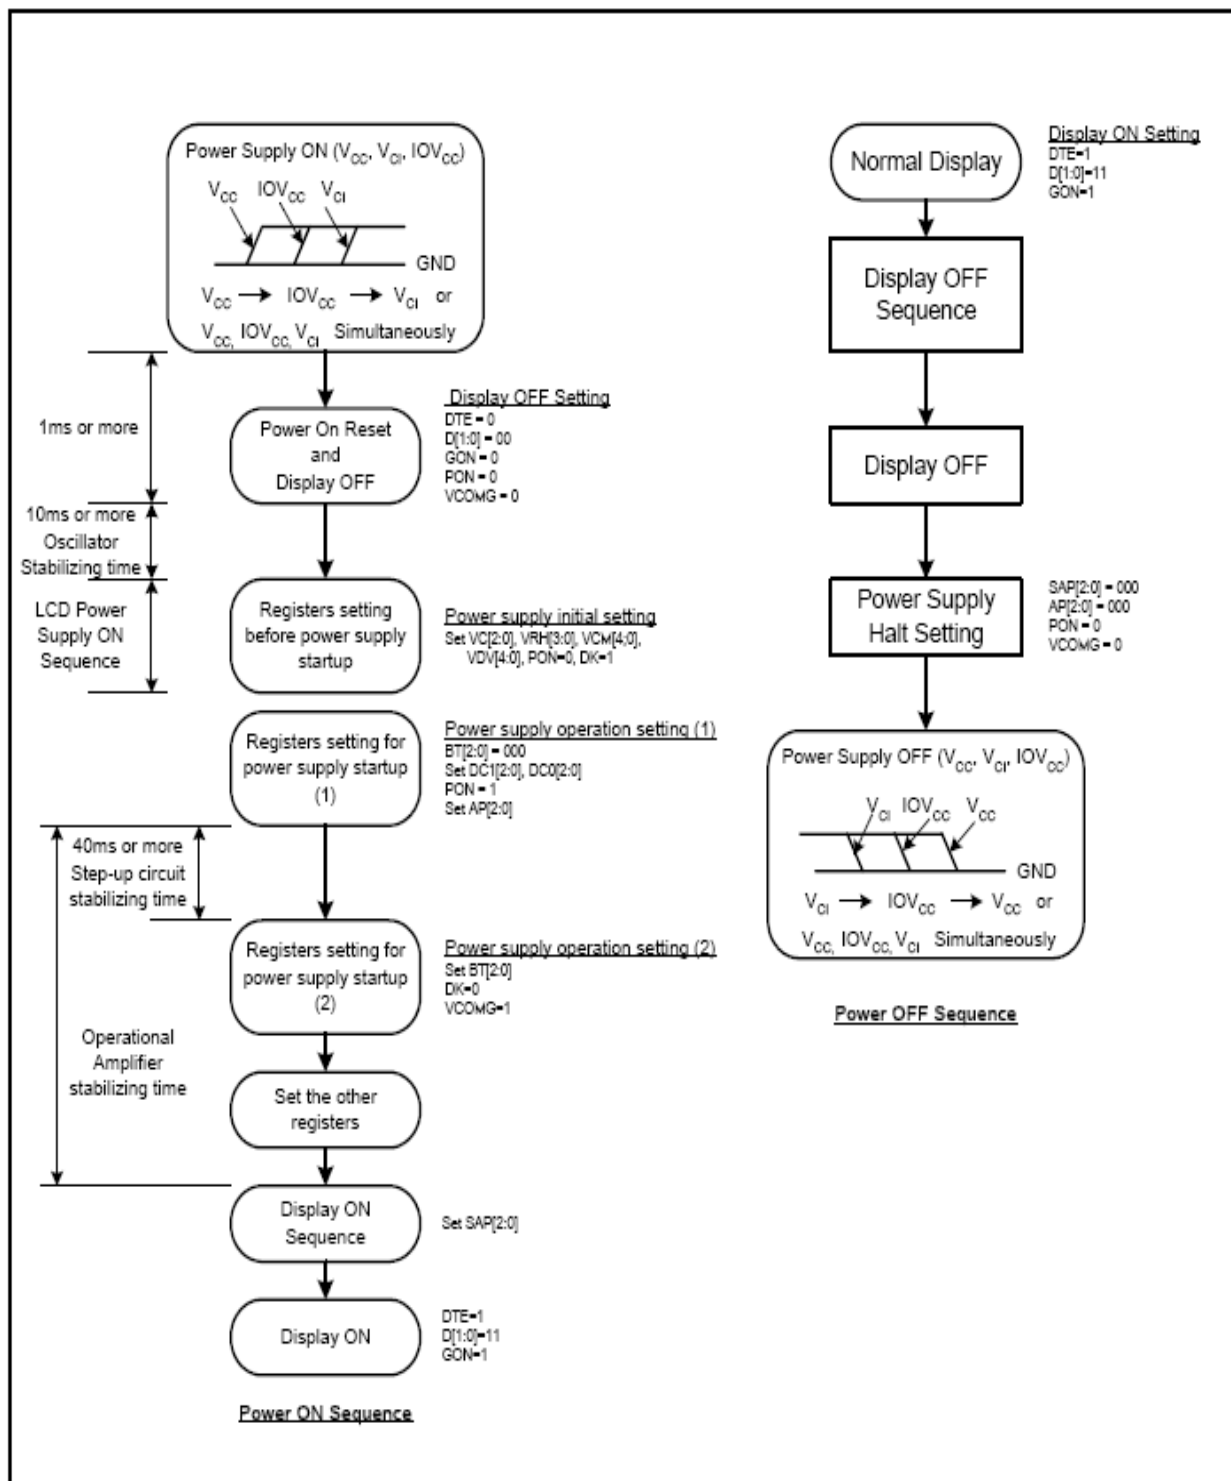 Power Supply ON (VCC, VCI, IOVCC)
VCC IOVCC VCI
GND
VCC → IOVCC → VCI or
VCC, IOVCC, VCI Simultaneously
1ms or more
Power On Reset
and
Display OFF
Display OFF Setting
DTE = 0
D[1:0] = 00
GON = 0
PON = 0
VCOMG = 0
10ms or more
Oscillator
Stabilizing time
LCD Power
Supply ON
Sequence
Registers setting
before power supply
startup
Power supply initial setting
Set VC[2:0], VRH[3:0], VCM[4;0],
VDV[4:0], PON=0, DK=1
Registers setting for
power supply startup
(1)
Power supply operation setting (1)
BT[2:0] = 000
Set DC1[2:0], DC0[2:0]
PON = 1
Set AP[2:0]
40ms or more
Step-up circuit
stabilizing time
Registers setting for
power supply startup
(2)
Power supply operation setting (2)
Set BT[2:0]
DK=0
VCOMG=1
Operational
Amplifier
stabilizing time
Set the other
registers
Display ON
Sequence
Set SAP[2:0]
Display ON
DTE=1
D[1:0]=11
GON=1
Power ON Sequence
Normal Display
Display ON Setting
DTE=1
D[1:0]=11
GON=1
Display OFF
Sequence
Display OFF
Power Supply
Halt Setting
SAP[2:0] = 000
AP[2:0] = 000
PON = 0
VCOMG = 0
Power Supply OFF (VCC, VCI, IOVCC)
VCI IOVCC VCC
GND
VCI → IOVCC → VCC or
VCC, IOVCC, VCI Simultaneously
Power OFF Sequence